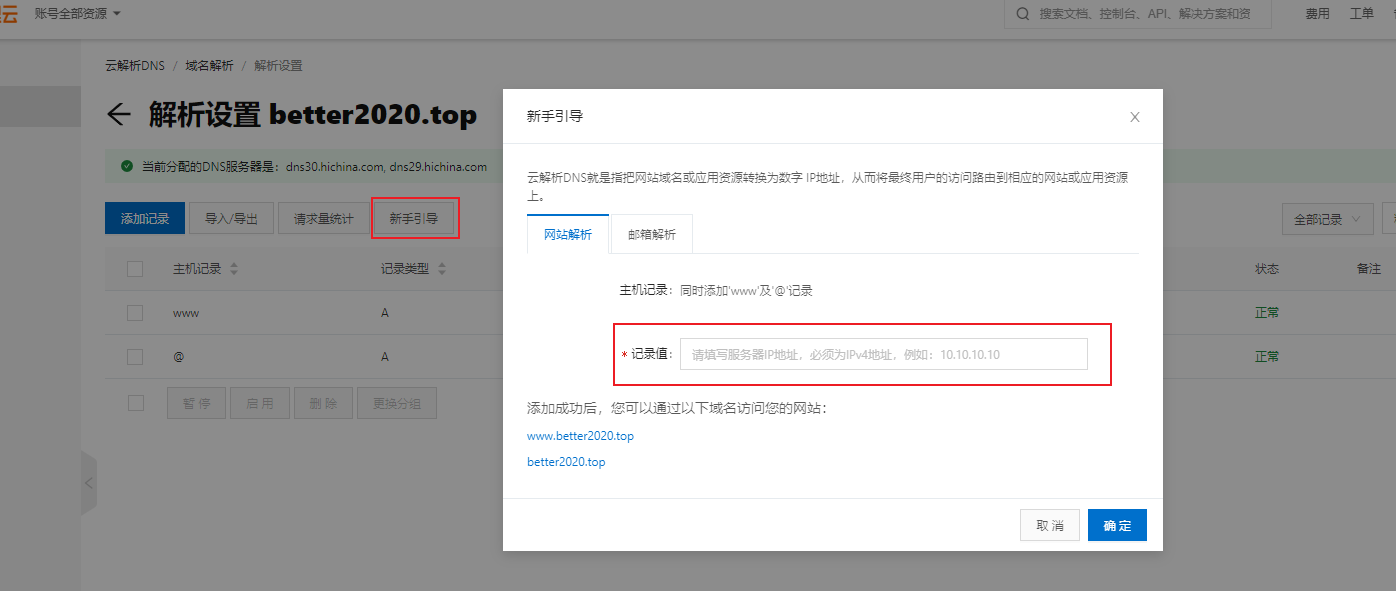 云
账号全部资源
搜索文档、控制台、API、解决方案和资
费用
工单
云解析DNS / 域名解析 / 解析设置
解析设置 better2020.top
当前分配的DNS服务器是：dns30.hichina.com, dns29.hichina.com
添加记录
导入/导出
请求量统计
新手引导
全部记录
主机记录
记录类型
状态
备注
www
A
正常
@
A
正常
暂 停
启 用
删 除
更换分组
新手引导
X
云解析DNS就是指把网站域名或应用资源转换为数字 IP地址，从而将最终用户的访问路由到相应的网站或应用资源
上。
网站解析
邮箱解析
主机记录：同时添加'www'及'@'记录
* 记录值：
请填写服务器IP地址，必须为IPv4地址，例如：10.10.10.10
添加成功后，您可以通过以下域名访问您的网站：
www.better2020.top
better2020.top
取 消
确 定